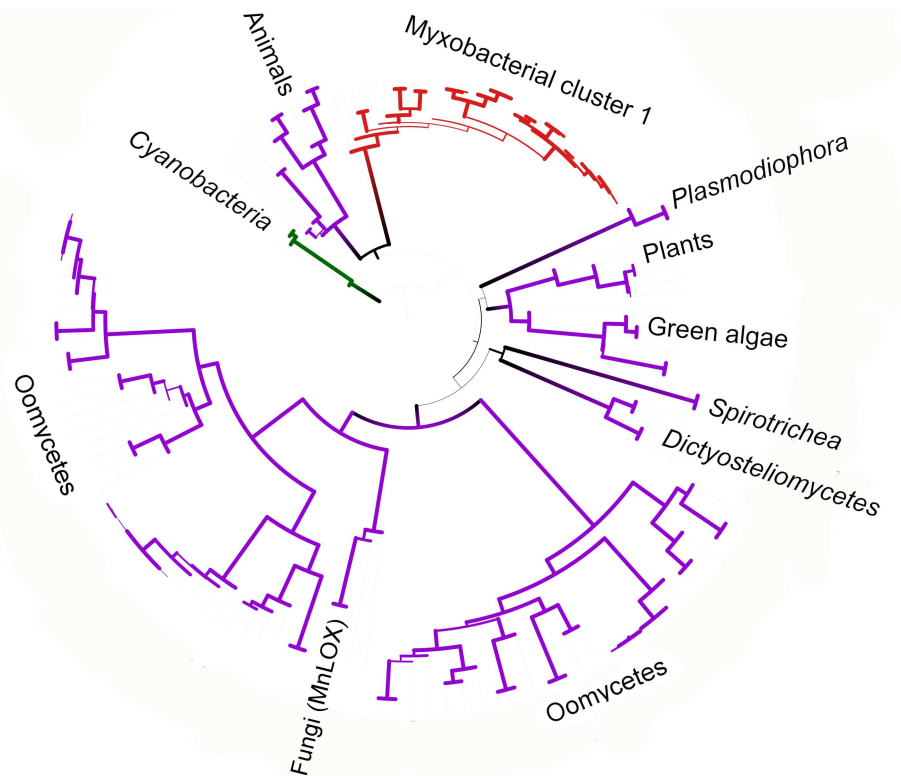 Animals
Myxobacterial cluster 1
Cyanobacteria
Plasmodiophora
Plants
Green algae
Spirotrichea
Dictyosteliomycetes
Oomycetes
Fungi (MnLOX)
Oomycetes